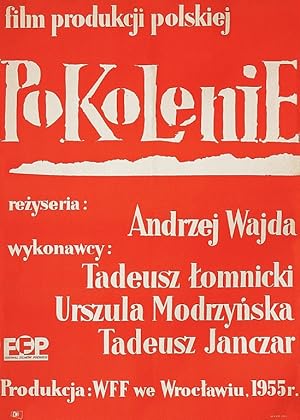 film produkcji polskiej
PoKoLeniE
reżyseria:
Andrzej Wajda
wykonawcy:
Tadeusz Łomnicki
Urszula Modrzyńska
Tadeusz Janczar
FFP
Produkcja: WFF we Wrocławiu, 1955 r.